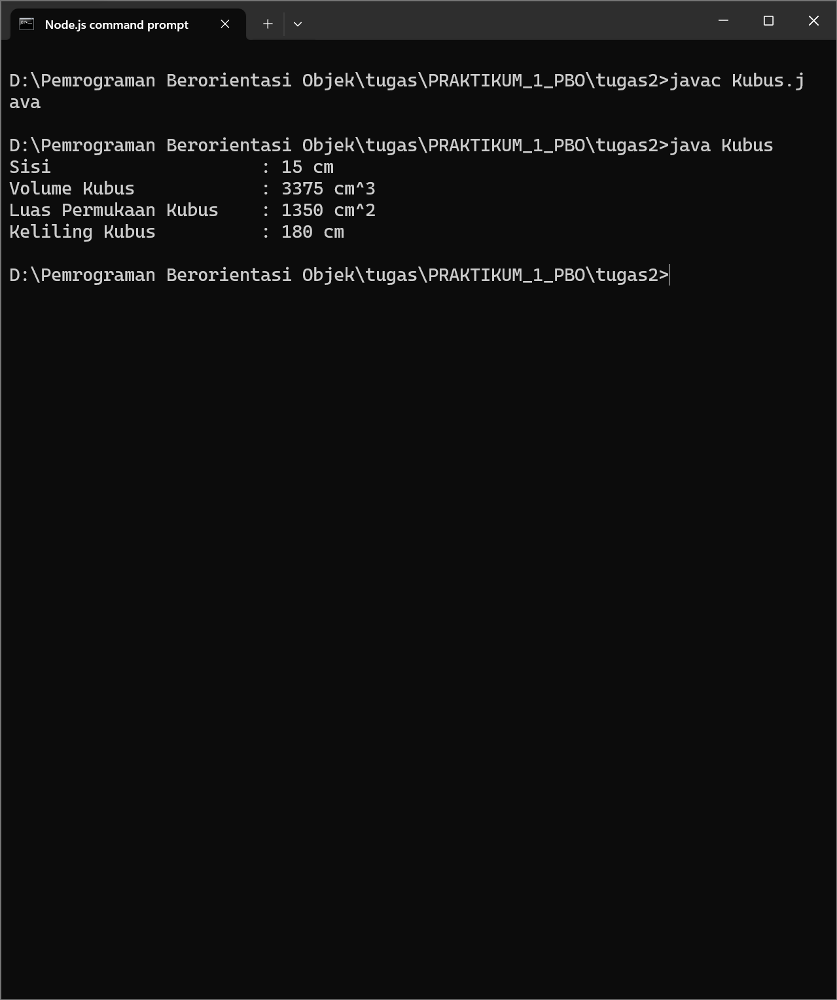 Node.js command prompt
D:\Pemrograman Berorientasi Objek\tugas\PRAKTIKUM_1_PBO\tugas2>javac Kubus.j
ava
D:\Pemrograman Berorientasi Objek\tugas\PRAKTIKUM_1_PBO\tugas2>java Kubus
Sisi                    : 15 cm
Volume Kubus            : 3375 cm^3
Luas Permukaan Kubus    : 1350 cm^2
Keliling Kubus          : 180 cm
D:\Pemrograman Berorientasi Objek\tugas\PRAKTIKUM_1_PBO\tugas2>